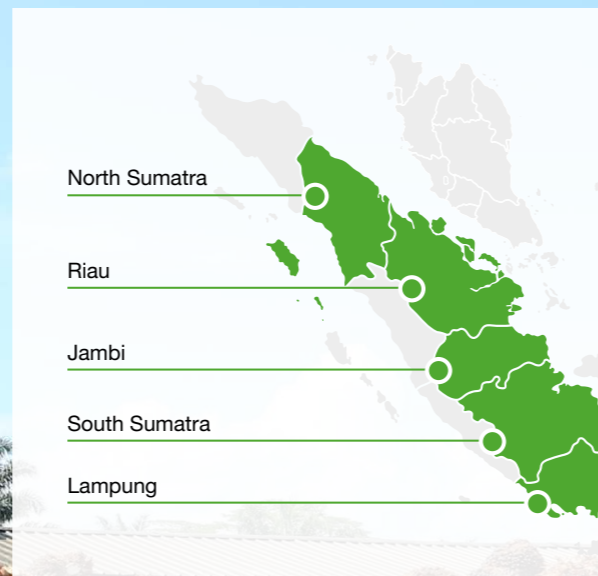 North Sumatra
Riau
Jambi
South Sumatra
Lampung